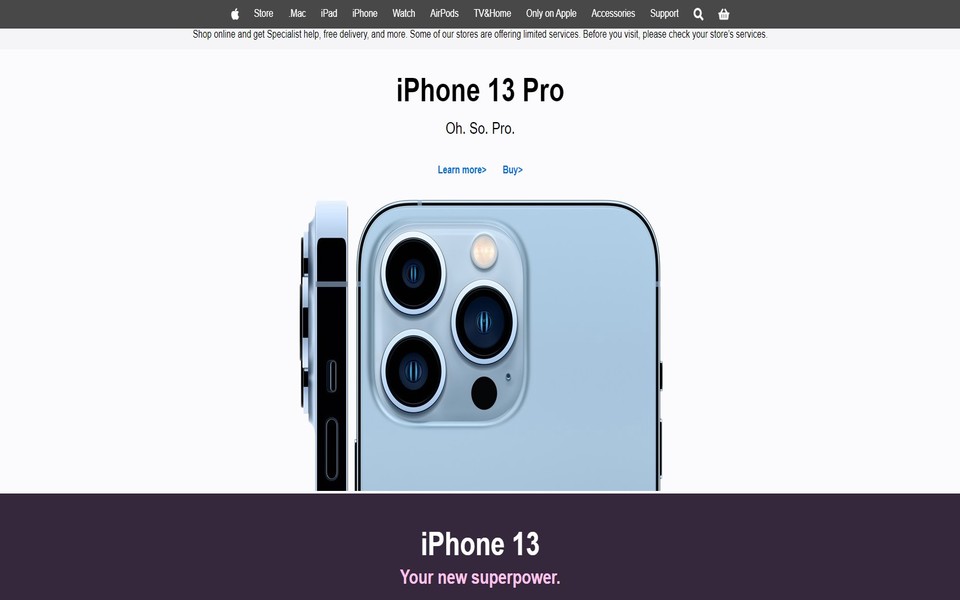 Store .Mac iPad iPhone Watch AirPods TV&Home Only on Apple Accessories Support
Shop online and get Specialist help, free delivery, and more. Some of our stores are offering limited services. Before you visit, please check your store's services.
iPhone 13 Pro
Oh. So. Pro.
Learn more> Buy>
iPhone 13
Your new superpower.